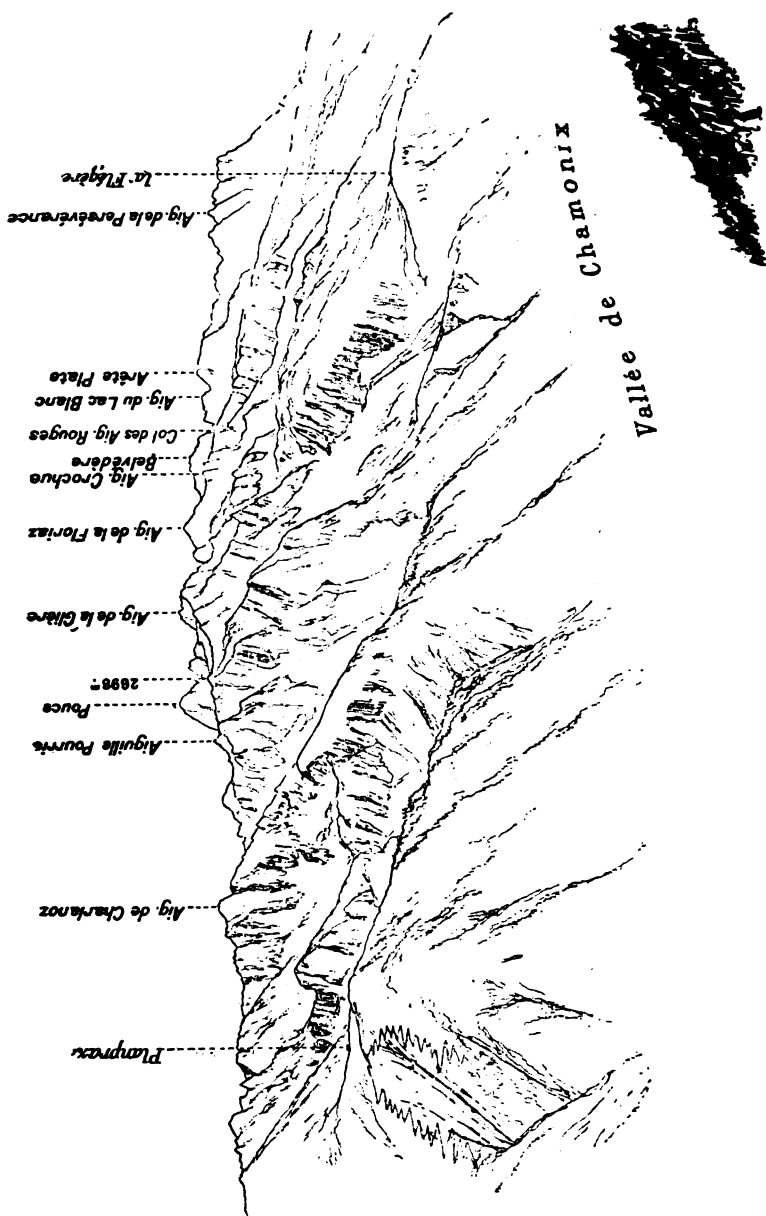 Planpraz
Aig. de Charlanoz
Aiguille Pourrie
Pouce
2698ᵐ
Aig. de la Glière
Aig. de la Floriaz
Aig. Crochue
Belvédère
Col des Aig. Rouges
Aig. du Lac Blanc
Arête Plate
Aig. de la Persévérance
la Flégère
Vallée de Chamonix